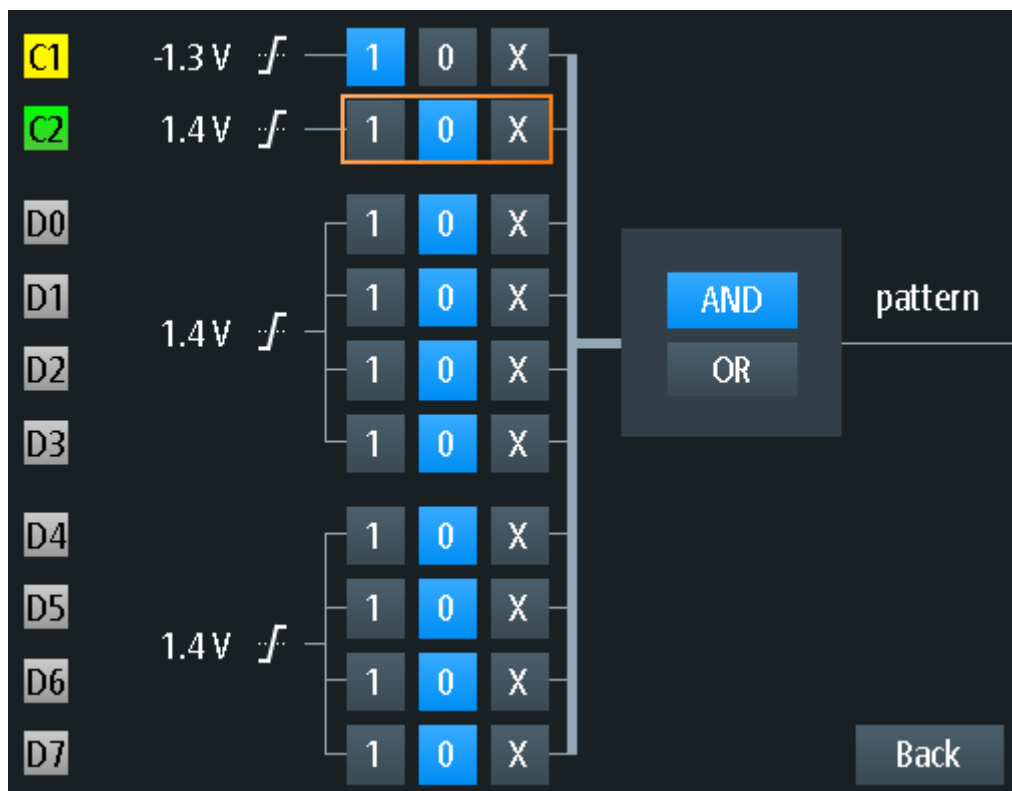 C1 -1.3 V 1 0 X
C2 1.4 V 1 0 X
D0 1 0 X
D1 1 0 X AND pattern
1.4 V
D2 1 0 X OR
D3 1 0 X
D4 1 0 X
D5 1 0 X
1.4 V
D6 1 0 X
D7 1 0 X Back